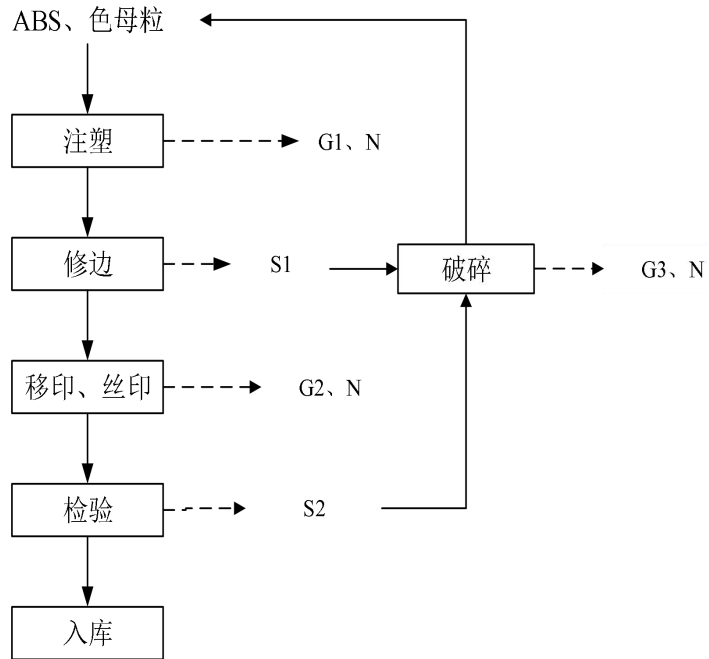 ABS、色母粒
注塑
G1、N
修边
S1
破碎
G3、N
移印、丝印
G2、N
检验
S2
入库